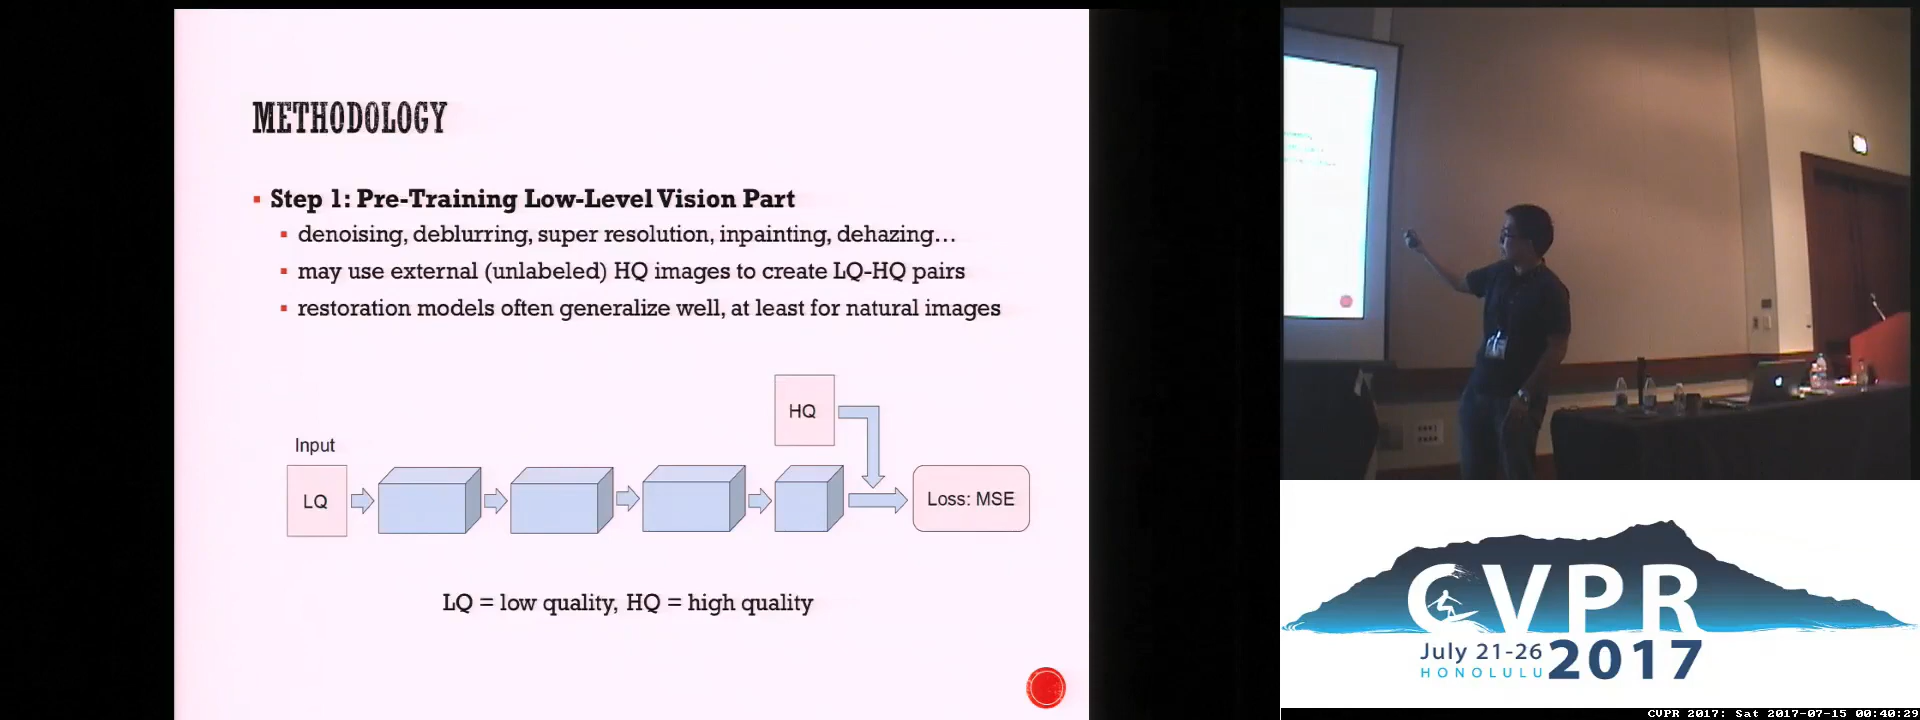 METHODOLOGY
▪ Step 1: Pre-Training Low-Level Vision Part
▪ denoising, deblurring, super resolution, inpainting, dehazing…
▪ may use external (unlabeled) HQ images to create LQ-HQ pairs
▪ restoration models often generalize well, at least for natural images
HQ
Input
LQ
Loss: MSE
LQ = low quality, HQ = high quality
CVPR
July 21-26
HONOLULU
2017
CVPR 2017: Sat 2017-07-15 00:40:29